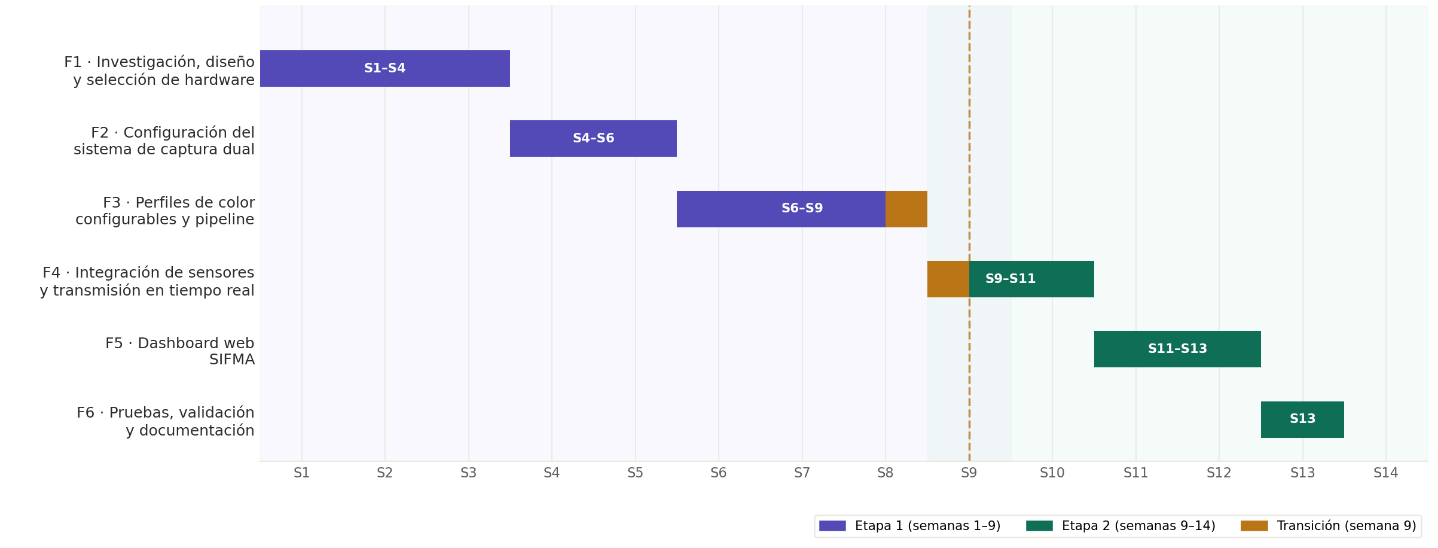 F1 · Investigación, diseño
y selección de hardware
S1–S4
F2 · Configuración del
sistema de captura dual
S4–S6
F3 · Perfiles de color
configurables y pipeline
S6–S9
F4 · Integración de sensores
y transmisión en tiempo real
S9–S11
F5 · Dashboard web
SIFMA
S11–S13
F6 · Pruebas, validación
y documentación
S13
S1 S2 S3 S4 S5 S6 S7 S8 S9 S10 S11 S12 S13 S14
Etapa 1 (semanas 1–9) Etapa 2 (semanas 9–14) Transición (semana 9)